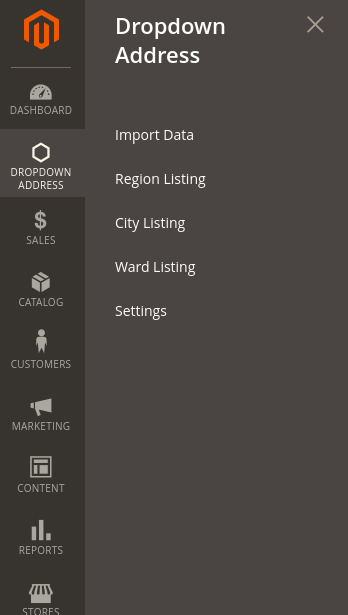 DASHBOARD
DROPDOWN
ADDRESS
SALES
CATALOG
CUSTOMERS
MARKETING
CONTENT
REPORTS
STORES
Dropdown
Address
Import Data
Region Listing
City Listing
Ward Listing
Settings